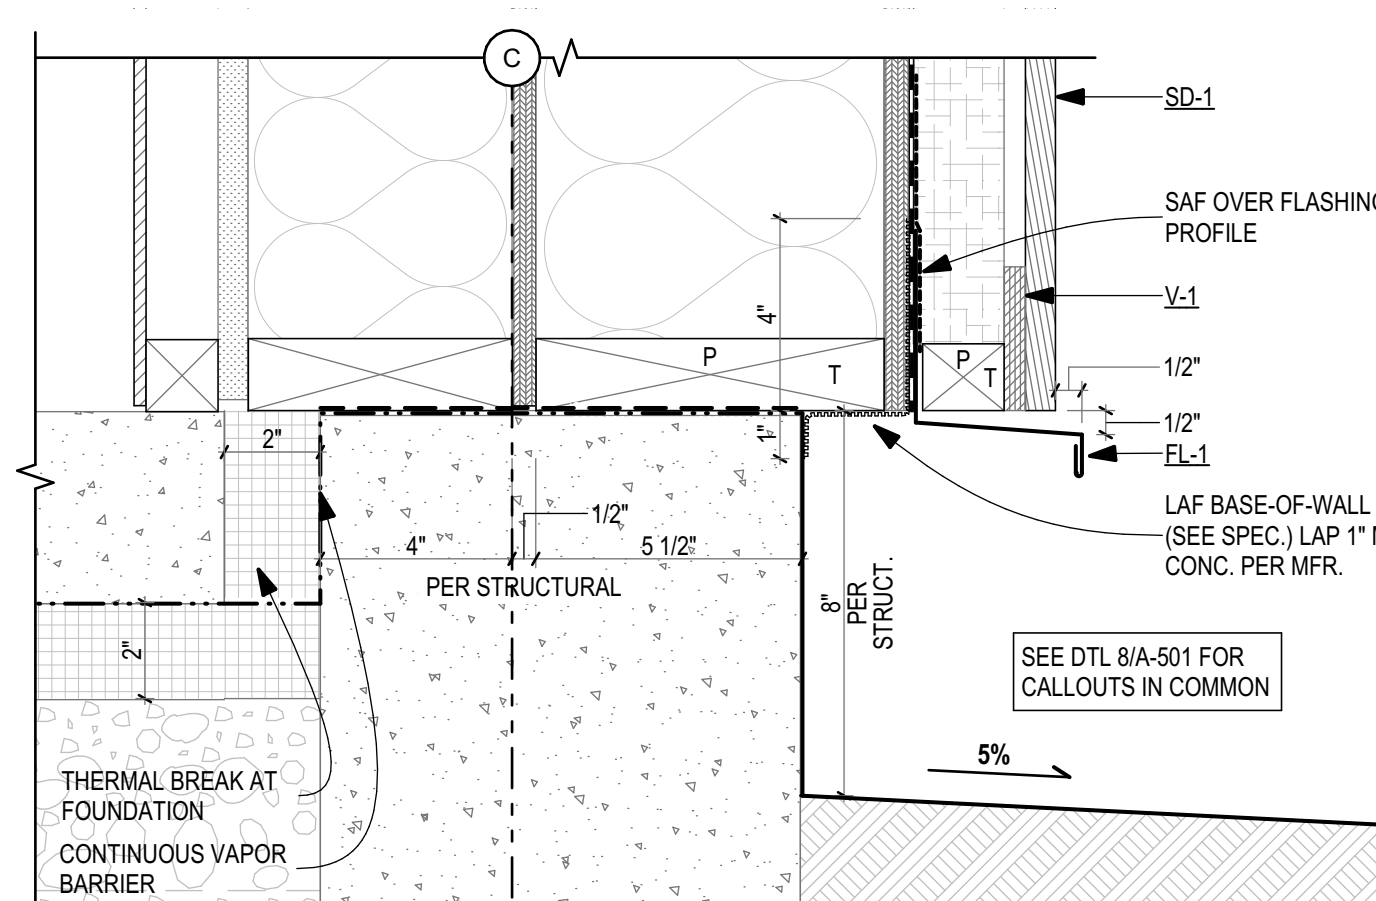 C
SD-1
SAF OVER FLASHING
PROFILE
V-1
4"
P
T
P
T
1/2"
1/2"
FL-1
2"
1"
LAF BASE-OF-WALL
(SEE SPEC.) LAP 1"
CONC. PER MFR.
1/2"
4"
5 1/2"
PER STRUCTURAL
8"
PER
STRUCT.
2"
SEE DTL 8/A-501 FOR
CALLOUTS IN COMMON
5%
THERMAL BREAK AT
FOUNDATION
CONTINUOUS VAPOR
BARRIER